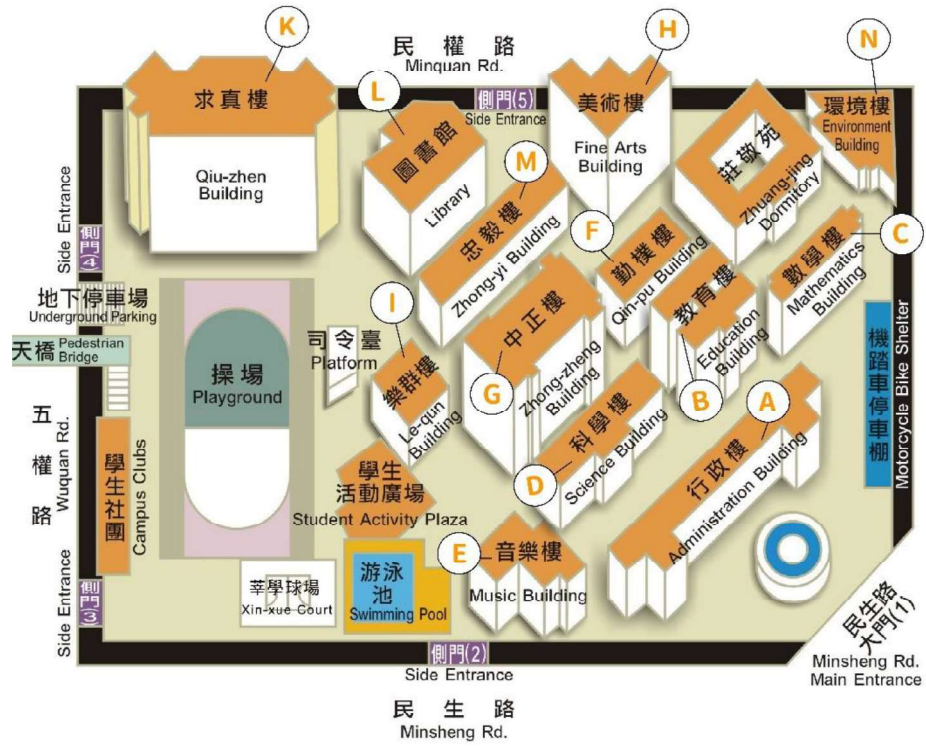 K
H
N
民權路
Minquan Rd.
L
求真樓
Qiu-zhen
Building
側門(5)
Side Entrance
美術樓
Fine Arts
Building
環境樓
Environment
Building
圖書館
Library
M
莊敬苑
Zhuang-jing
Dormitory
忠毅樓
Zhong-yi Building
F
勤樸樓
Qin-pu Building
C
數學樓
Mathematics
Building
Side Entrance
側門(4)
地下停車場
Underground Parking
天橋
Pedestrian
Bridge
I
中正樓
Zhong-zheng
Building
G
教育樓
Education
Building
B
A
操場
Playground
司令臺
Platform
樂群樓
Le-qun
Building
機踏車停車棚
Motorcycle Bike Shelter
科學樓
Science Building
D
行政樓
Administration Building
五權路
Wuquan Rd.
學生社團
Campus Clubs
學生
活動廣場
Student Activity Plaza
E
音樂樓
Music Building
游泳
池
Swimming Pool
莘學球場
Xin-xue Court
Side Entrance
側門(3)
民生路
大門(1)
Minsheng Rd.
Main Entrance
側門(2)
Side Entrance
民生路
Minsheng Rd.